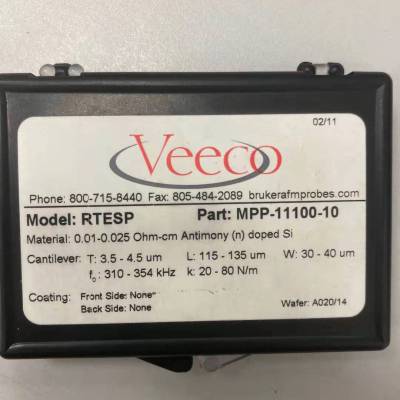 02/11
Veeco
Phone: 800-715-8440 Fax: 805-484-2089 brukerafmprobes.com
Model: RTESP Part: MPP-11100-10
Material: 0.01-0.025 Ohm-cm Antimony (n) doped Si
Cantilever: T: 3.5 - 4.5 um L: 115 - 135 um W: 30 - 40 um
f₀ : 310 - 354 kHz k: 20 - 80 N/m
Coating: Front Side: None
Back Side: None
Wafer: A020/14